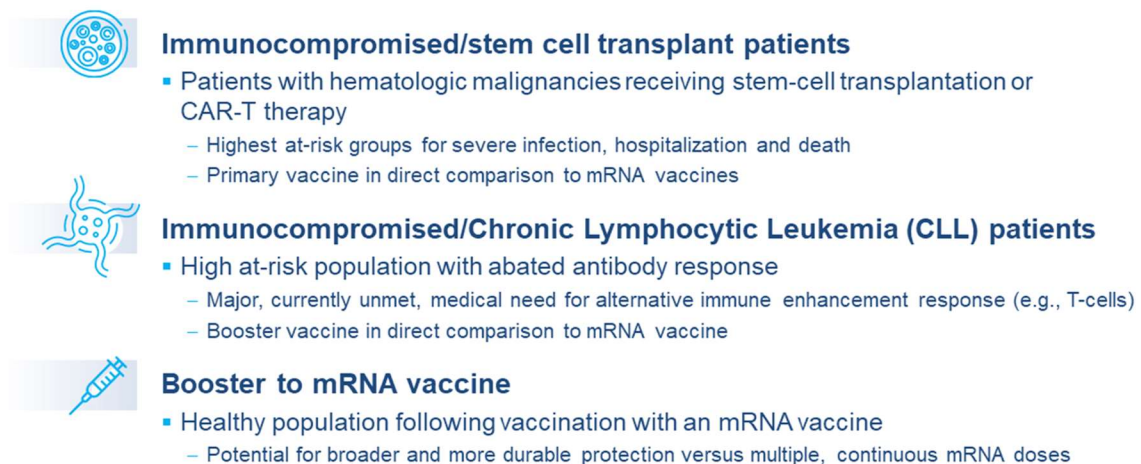 Immunocompromised/stem cell transplant patients
▪ Patients with hematologic malignancies receiving stem-cell transplantation or
CAR-T therapy
– Highest at-risk groups for severe infection, hospitalization and death
– Primary vaccine in direct comparison to mRNA vaccines
Immunocompromised/Chronic Lymphocytic Leukemia (CLL) patients
▪ High at-risk population with abated antibody response
– Major, currently unmet, medical need for alternative immune enhancement response (e.g., T-cells)
– Booster vaccine in direct comparison to mRNA vaccine
Booster to mRNA vaccine
▪ Healthy population following vaccination with an mRNA vaccine
– Potential for broader and more durable protection versus multiple, continuous mRNA doses